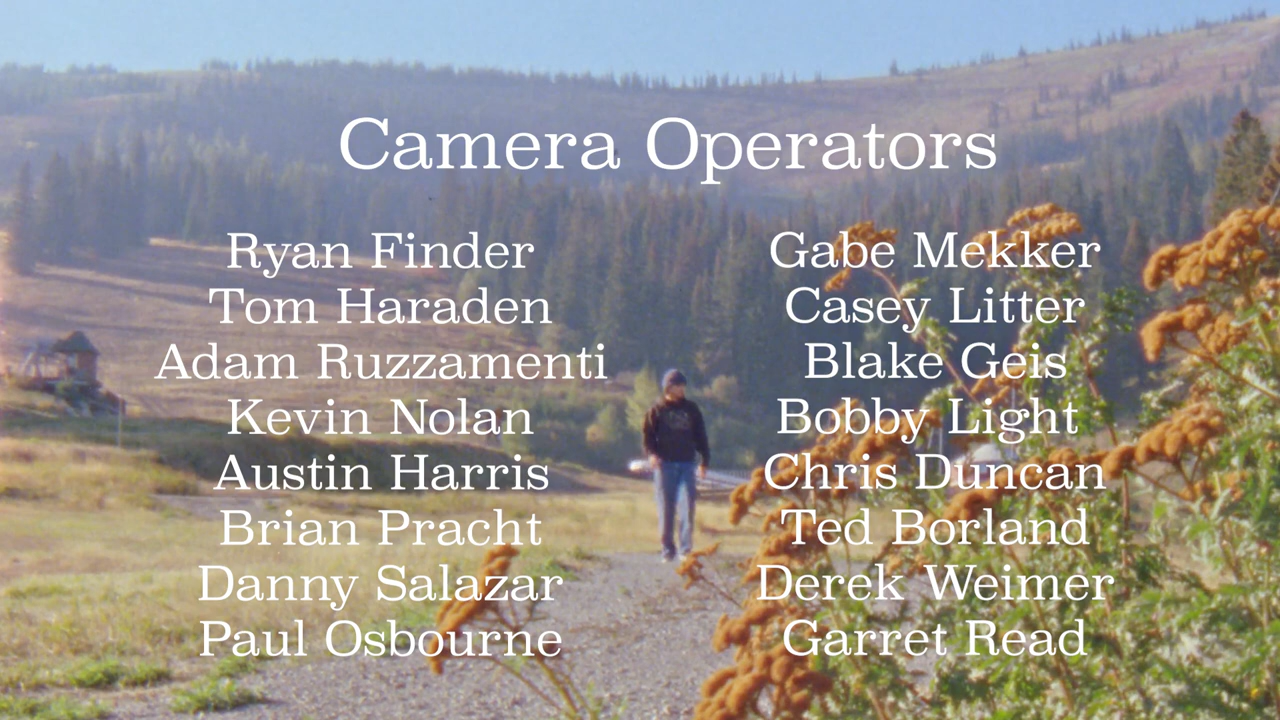 Camera Operators
Ryan Finder
Tom Haraden
Adam Ruzzamenti
Kevin Nolan
Austin Harris
Brian Pracht
Danny Salazar
Paul Osbourne
Gabe Mekker
Casey Litter
Blake Geis
Bobby Light
Chris Duncan
Ted Borland
Derek Weimer
Garret Read